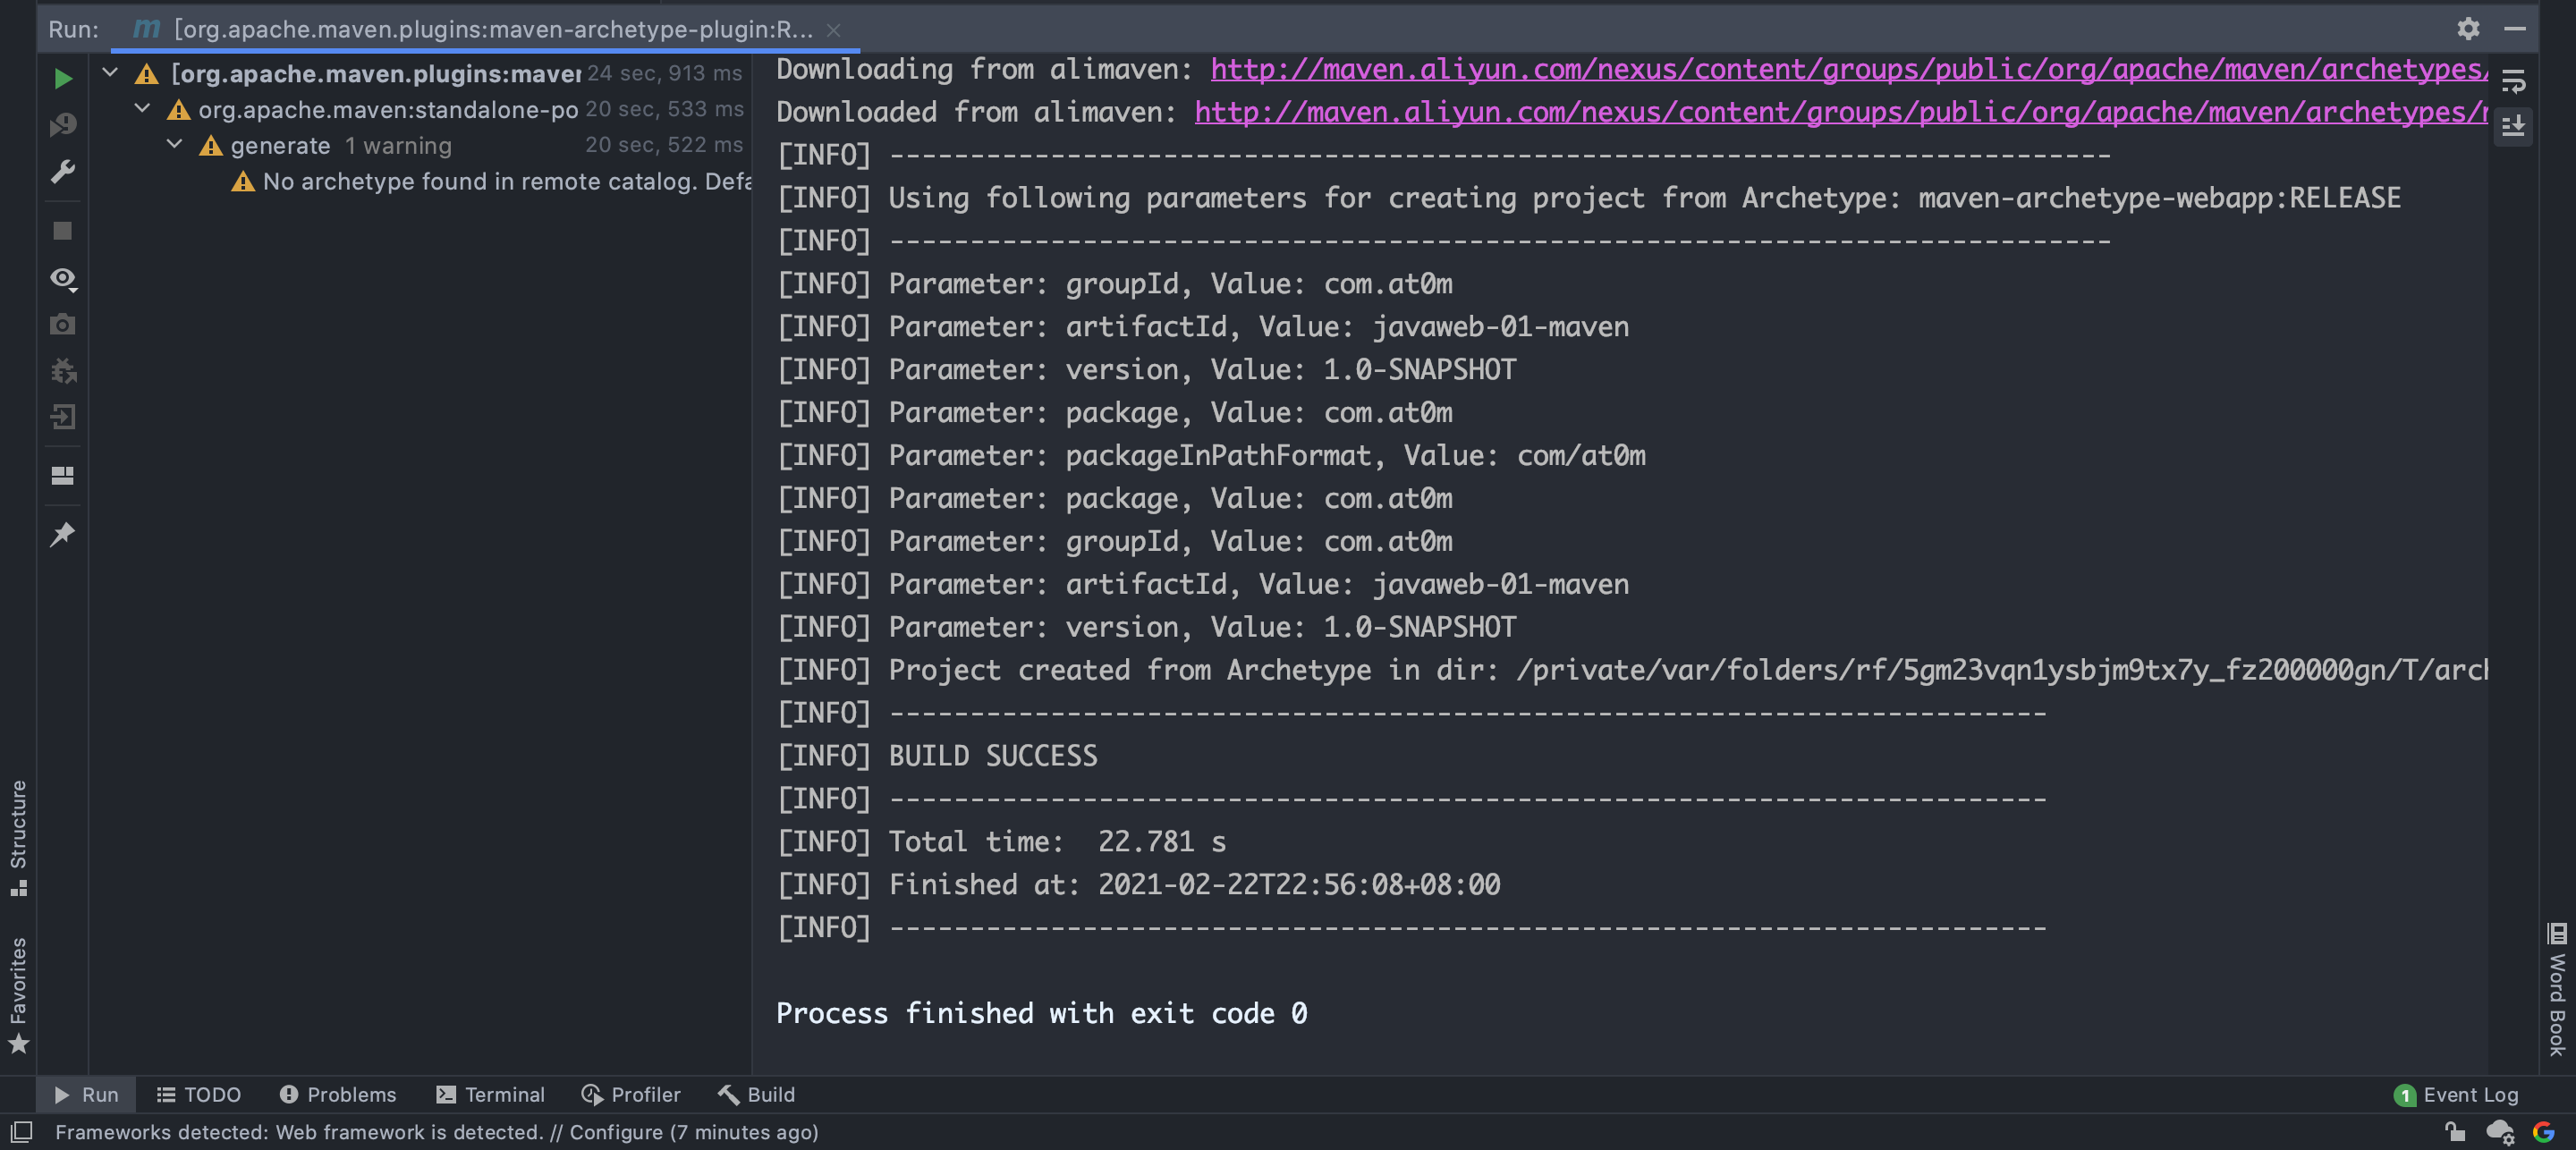 Run: m [org.apache.maven.plugins:maven-archetype-plugin:R...
[org.apache.maven.plugins:maven 24 sec, 913 ms
org.apache.maven:standalone-po 20 sec, 533 ms
generate 1 warning 20 sec, 522 ms
No archetype found in remote catalog. Defa
Downloading from alimaven: http://maven.aliyun.com/nexus/content/groups/public/org/apache/maven/archetypes/
Downloaded from alimaven: http://maven.aliyun.com/nexus/content/groups/public/org/apache/maven/archetypes/m
[INFO] ----------------------------------------------------------------------------
[INFO] Using following parameters for creating project from Archetype: maven-archetype-webapp:RELEASE
[INFO] ----------------------------------------------------------------------------
[INFO] Parameter: groupId, Value: com.at0m
[INFO] Parameter: artifactId, Value: javaweb-01-maven
[INFO] Parameter: version, Value: 1.0-SNAPSHOT
[INFO] Parameter: package, Value: com.at0m
[INFO] Parameter: packageInPathFormat, Value: com/at0m
[INFO] Parameter: package, Value: com.at0m
[INFO] Parameter: groupId, Value: com.at0m
[INFO] Parameter: artifactId, Value: javaweb-01-maven
[INFO] Parameter: version, Value: 1.0-SNAPSHOT
[INFO] Project created from Archetype in dir: /private/var/folders/rf/5gm23vqn1ysbjm9tx7y_fz200000gn/T/arch
[INFO] ------------------------------------------------------------------------
[INFO] BUILD SUCCESS
[INFO] ------------------------------------------------------------------------
[INFO] Total time:  22.781 s
[INFO] Finished at: 2021-02-22T22:56:08+08:00
[INFO] ------------------------------------------------------------------------
Process finished with exit code 0
Structure
Favorites
Word Book
Run TODO Problems Terminal Profiler Build 1 Event Log
Frameworks detected: Web framework is detected. // Configure (7 minutes ago)